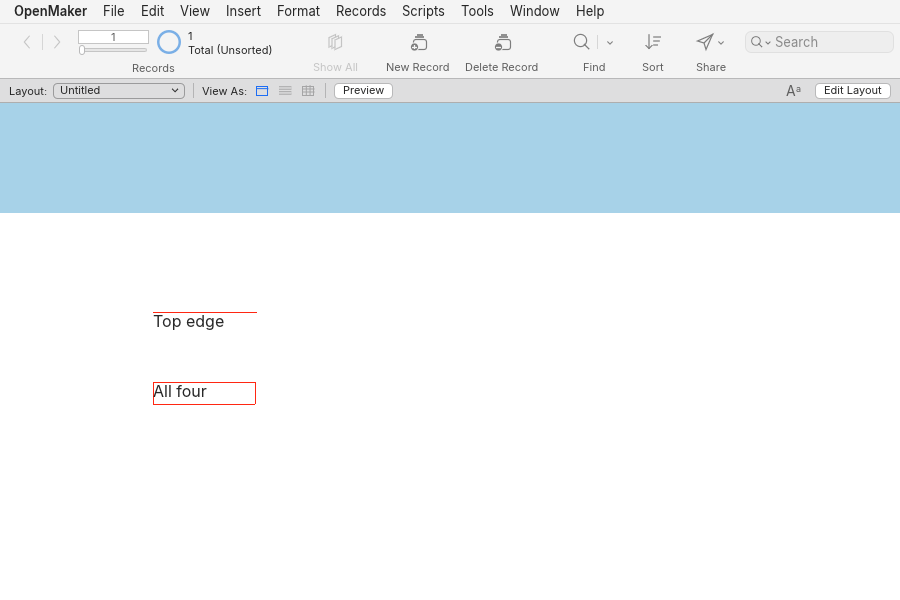 OpenMaker File Edit View Insert Format Records Scripts Tools Window Help
1
1
Total (Unsorted)
Records
Show All
New Record
Delete Record
Find
Sort
Share
Search
Layout: Untitled
View As:
Preview
Aa
Edit Layout
Top edge
All four